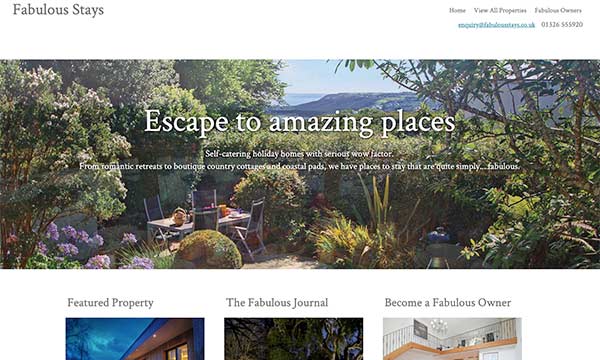 Fabulous Stays
Home View All Properties Fabulous Owners
enquiry@fabulousstays.co.uk 01326 555920
Escape to amazing places
Self-catering holiday homes with serious wow factor.
From romantic retreats to boutique country cottages and coastal pads, we have places to stay that are quite simply....fabulous.
Featured Property
The Fabulous Journal
Become a Fabulous Owner